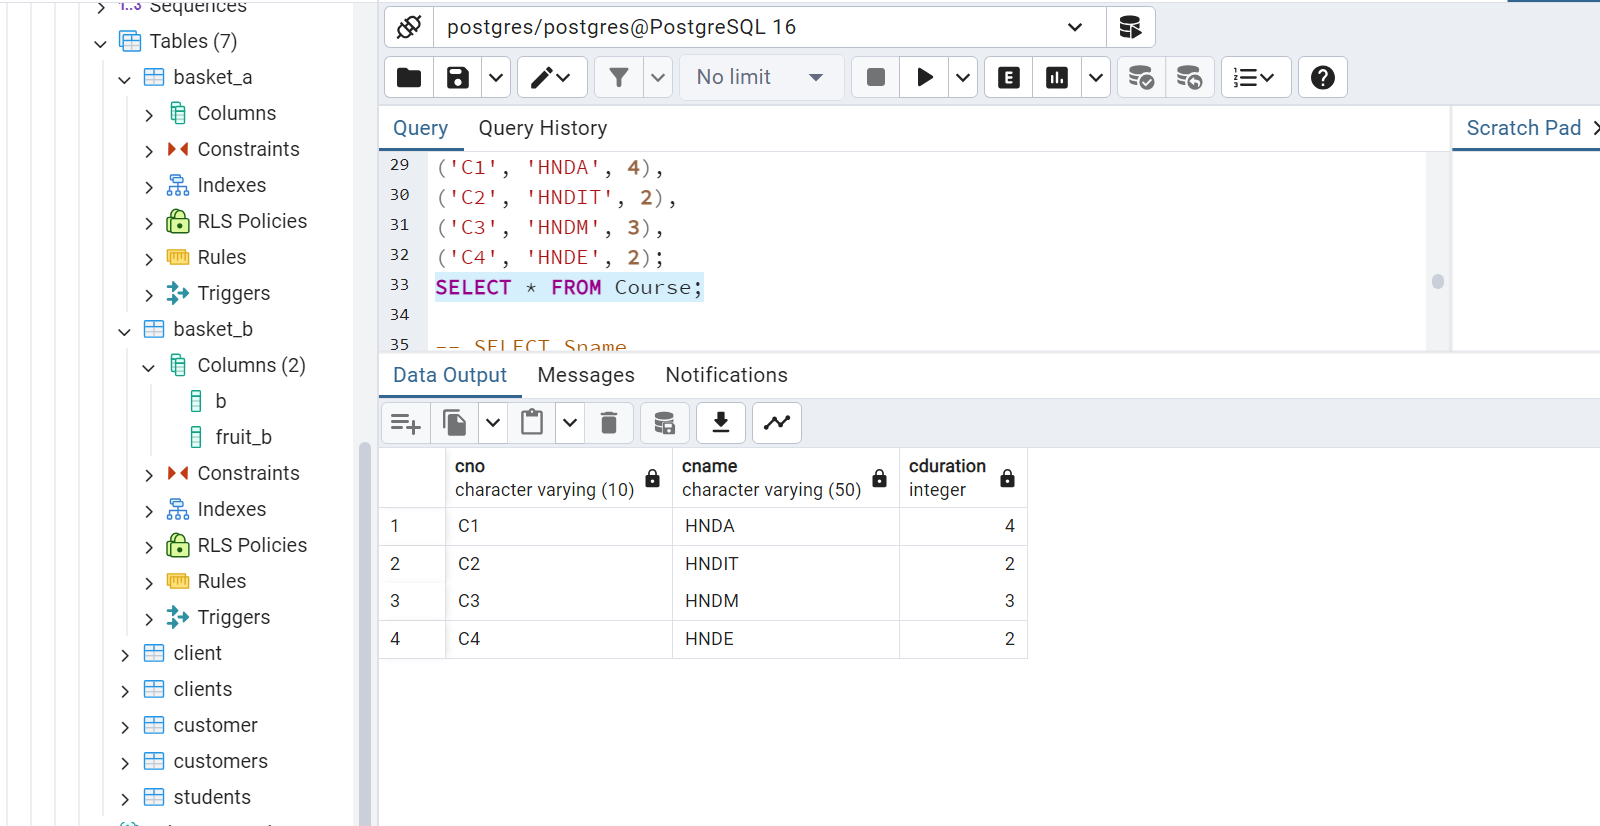 Sequences
Tables (7)
basket_a
Columns
Constraints
Indexes
RLS Policies
Rules
Triggers
basket_b
Columns (2)
b
fruit_b
Constraints
Indexes
RLS Policies
Rules
Triggers
client
clients
customer
customers
students
postgres/postgres@PostgreSQL 16
No limit
E
Query Query History
Scratch Pad
29 ('C1', 'HNDA', 4),
30 ('C2', 'HNDIT', 2),
31 ('C3', 'HNDM', 3),
32 ('C4', 'HNDE', 2);
33 SELECT * FROM Course;
34
35 -- SELECT Sname
Data Output Messages Notifications
cno cname cduration
character varying (10) character varying (50) integer
1 C1 HNDA 4
2 C2 HNDIT 2
3 C3 HNDM 3
4 C4 HNDE 2